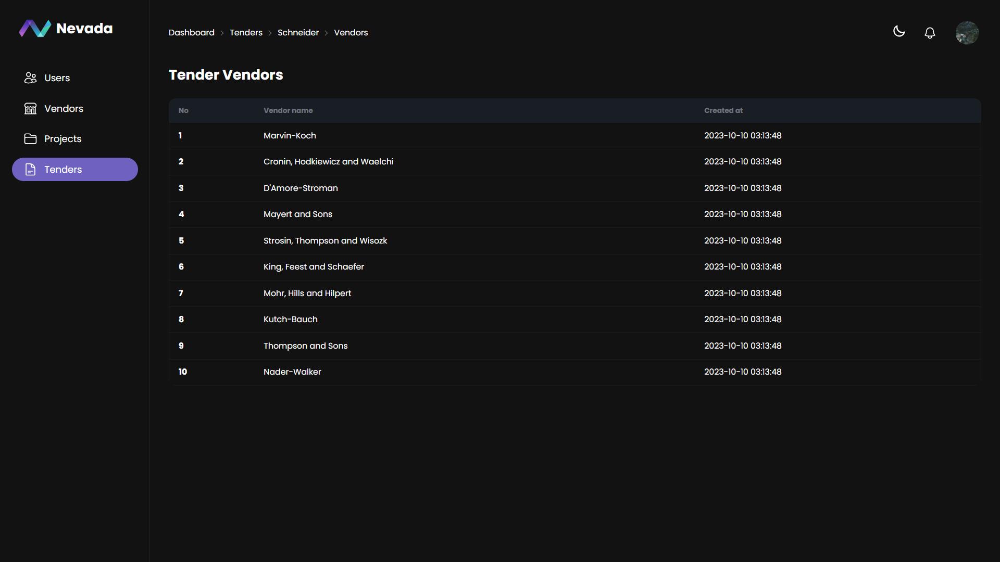 Nevada
Dashboard > Tenders > Schneider > Vendors
Users
Vendors
Projects
Tenders
Tender Vendors
No Vendor name Created at
1 Marvin-Koch 2023-10-10 03:13:48
2 Cronin, Hodkiewicz and Waelchi 2023-10-10 03:13:48
3 D'Amore-Stroman 2023-10-10 03:13:48
4 Mayert and Sons 2023-10-10 03:13:48
5 Strosin, Thompson and Wisozk 2023-10-10 03:13:48
6 King, Feest and Schaefer 2023-10-10 03:13:48
7 Mohr, Hills and Hilpert 2023-10-10 03:13:48
8 Kutch-Bauch 2023-10-10 03:13:48
9 Thompson and Sons 2023-10-10 03:13:48
10 Nader-Walker 2023-10-10 03:13:48